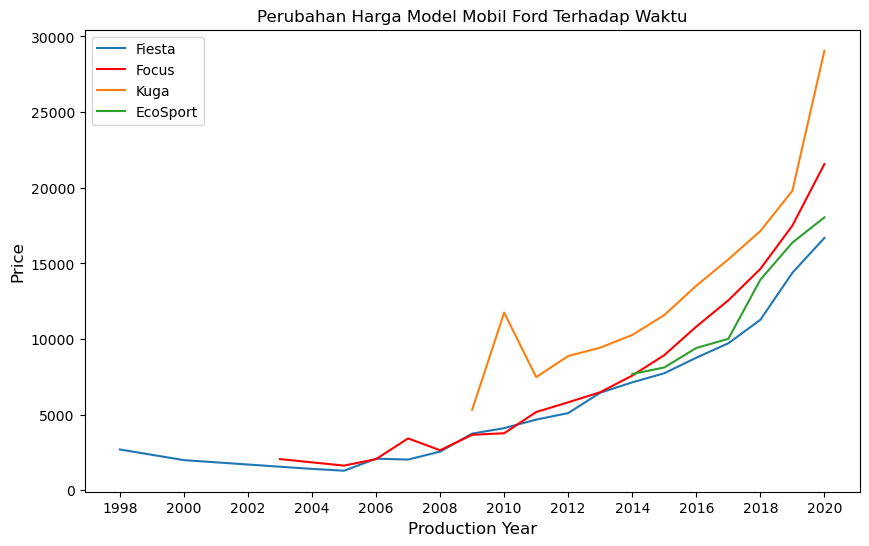 Perubahan Harga Model Mobil Ford Terhadap Waktu
30000
25000
20000
15000
10000
5000
0
Price
Fiesta
Focus
Kuga
EcoSport
1998 2000 2002 2004 2006 2008 2010 2012 2014 2016 2018 2020
Production Year